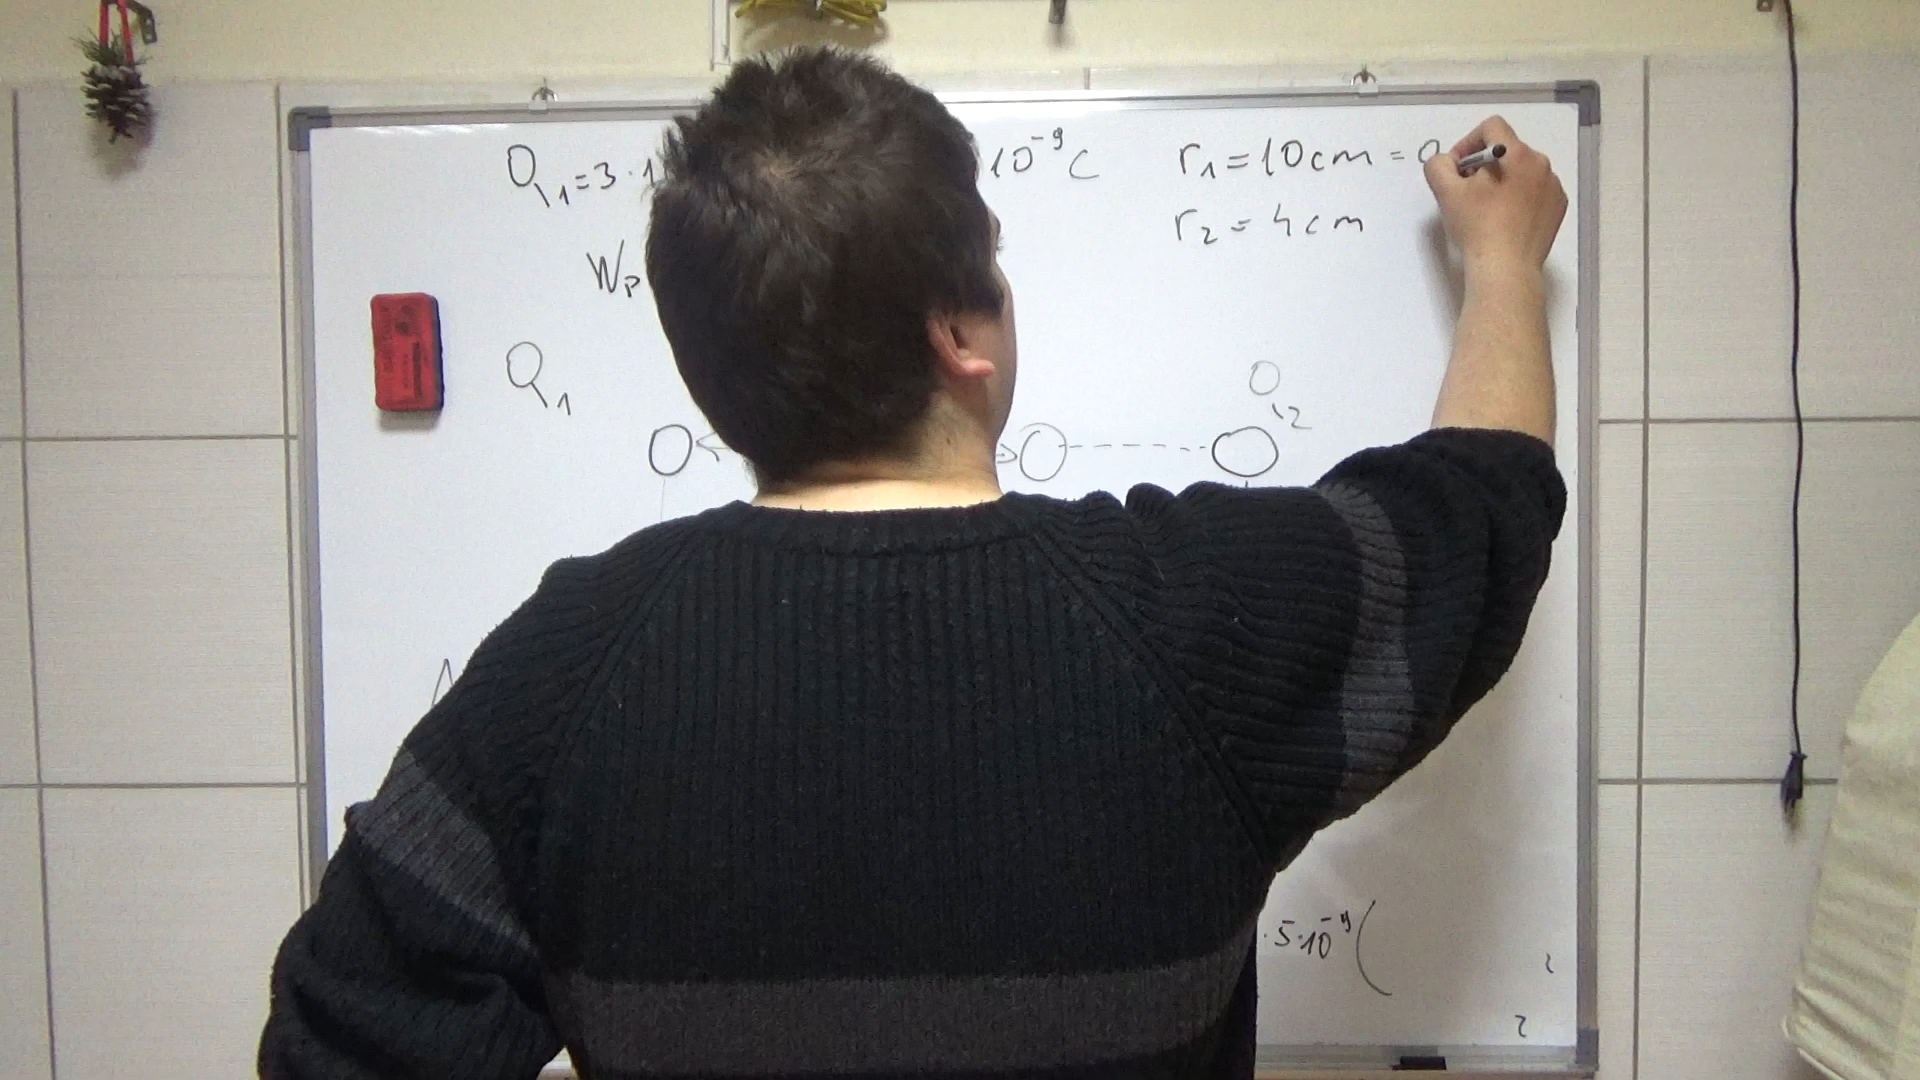 Q₁=3·1
10⁻⁹C
r₁=10cm=0
r₂=4cm
Wp
Q₁
Q₂
·5·10⁻⁹(